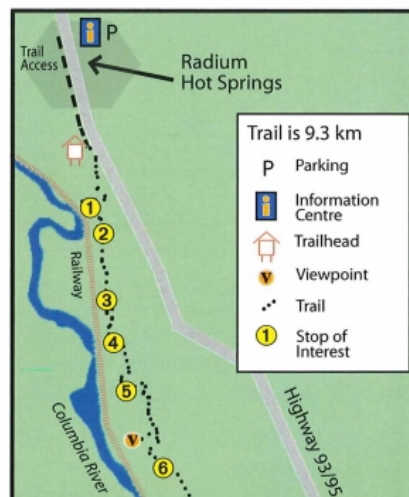 i P
Trail
Access
Radium
Hot Springs
Trail is 9.3 km
P Parking
i Information
Centre
Trailhead
V Viewpoint
Trail
1 Stop of
Interest
1
2
Railway
3
4
5
Highway 93/95
Columbia River
V
6